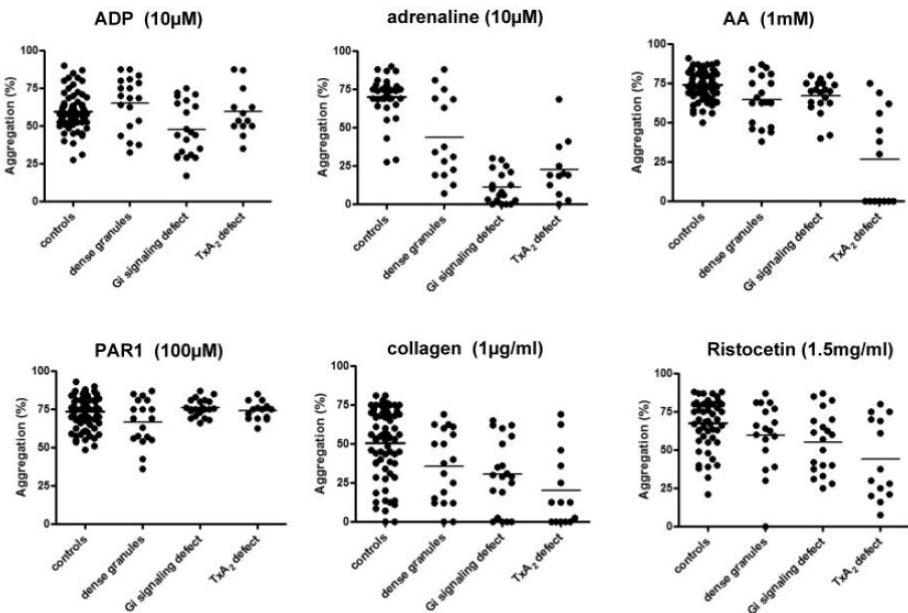 ADP (10µM)
Aggregation (%)
100
75
50
25
0
controls
dense granules
Gi signaling defect
TxA2 defect
adrenaline (10µM)
Aggregation (%)
100
75
50
25
0
controls
dense granules
Gi signaling defect
TxA2 defect
AA (1mM)
Aggregation (%)
100
75
50
25
0
controls
dense granules
Gi signaling defect
TxA2 defect
PAR1 (100µM)
Aggregation (%)
100
75
50
25
0
controls
dense granules
Gi signaling defect
TxA2 defect
collagen (1µg/ml)
Aggregation (%)
100
75
50
25
0
controls
dense granules
Gi signaling defect
TxA2 defect
Ristocetin (1.5mg/ml)
Aggregation (%)
100
75
50
25
0
controls
dense granules
Gi signaling defect
TxA2 defect